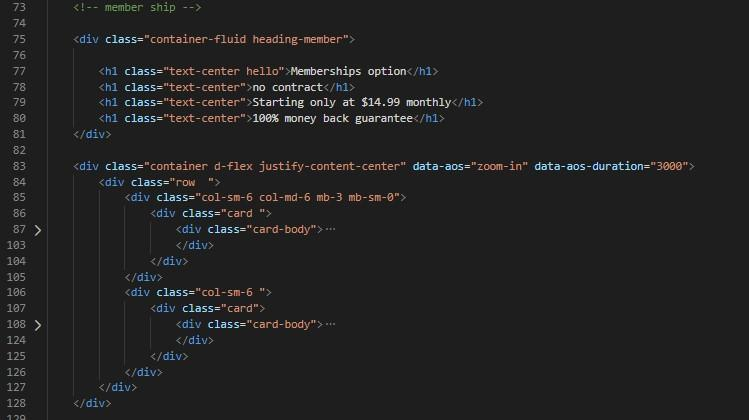 73 <!-- member ship -->
74
75 <div class="container-fluid heading-member">
76
77 <h1 class="text-center hello">Memberships option</h1>
78 <h1 class="text-center">no contract</h1>
79 <h1 class="text-center">Starting only at $14.99 monthly</h1>
80 <h1 class="text-center">100% money back guarantee</h1>
81 </div>
82
83 <div class="container d-flex justify-content-center" data-aos="zoom-in" data-aos-duration="3000">
84 <div class="row  ">
85 <div class="col-sm-6 col-md-6 mb-3 mb-sm-0">
86 <div class="card ">
87 <div class="card-body">···
103 </div>
104 </div>
105 </div>
106 <div class="col-sm-6 ">
107 <div class="card">
108 <div class="card-body">···
124 </div>
125 </div>
126 </div>
127 </div>
128 </div>
129